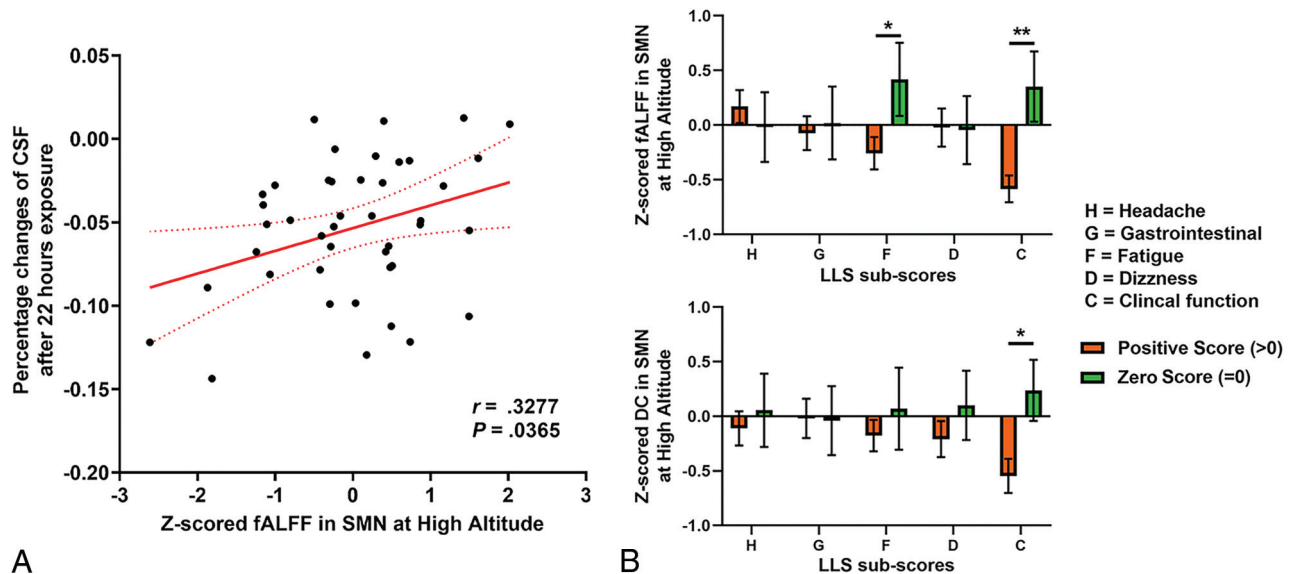 0.05
0.00
-0.05
-0.10
-0.15
-0.20
Percentage changes of CSF
after 22 hours exposure
r = .3277
P = .0365
-3 -2 -1 0 1 2 3
Z-scored fALFF in SMN at High Altitude
A
1.0
0.5
0.0
-0.5
-1.0
Z-scored fALFF in SMN
at High Altitude
* **
H G F D C
LLS sub-scores
1.0
0.5
0.0
-0.5
-1.0
Z-scored DC in SMN
at High Altitude
*
H G F D C
LLS sub-scores
B
H = Headache
G = Gastrointestinal
F = Fatigue
D = Dizzness
C = Clincal function
Positive Score (>0)
Zero Score (=0)